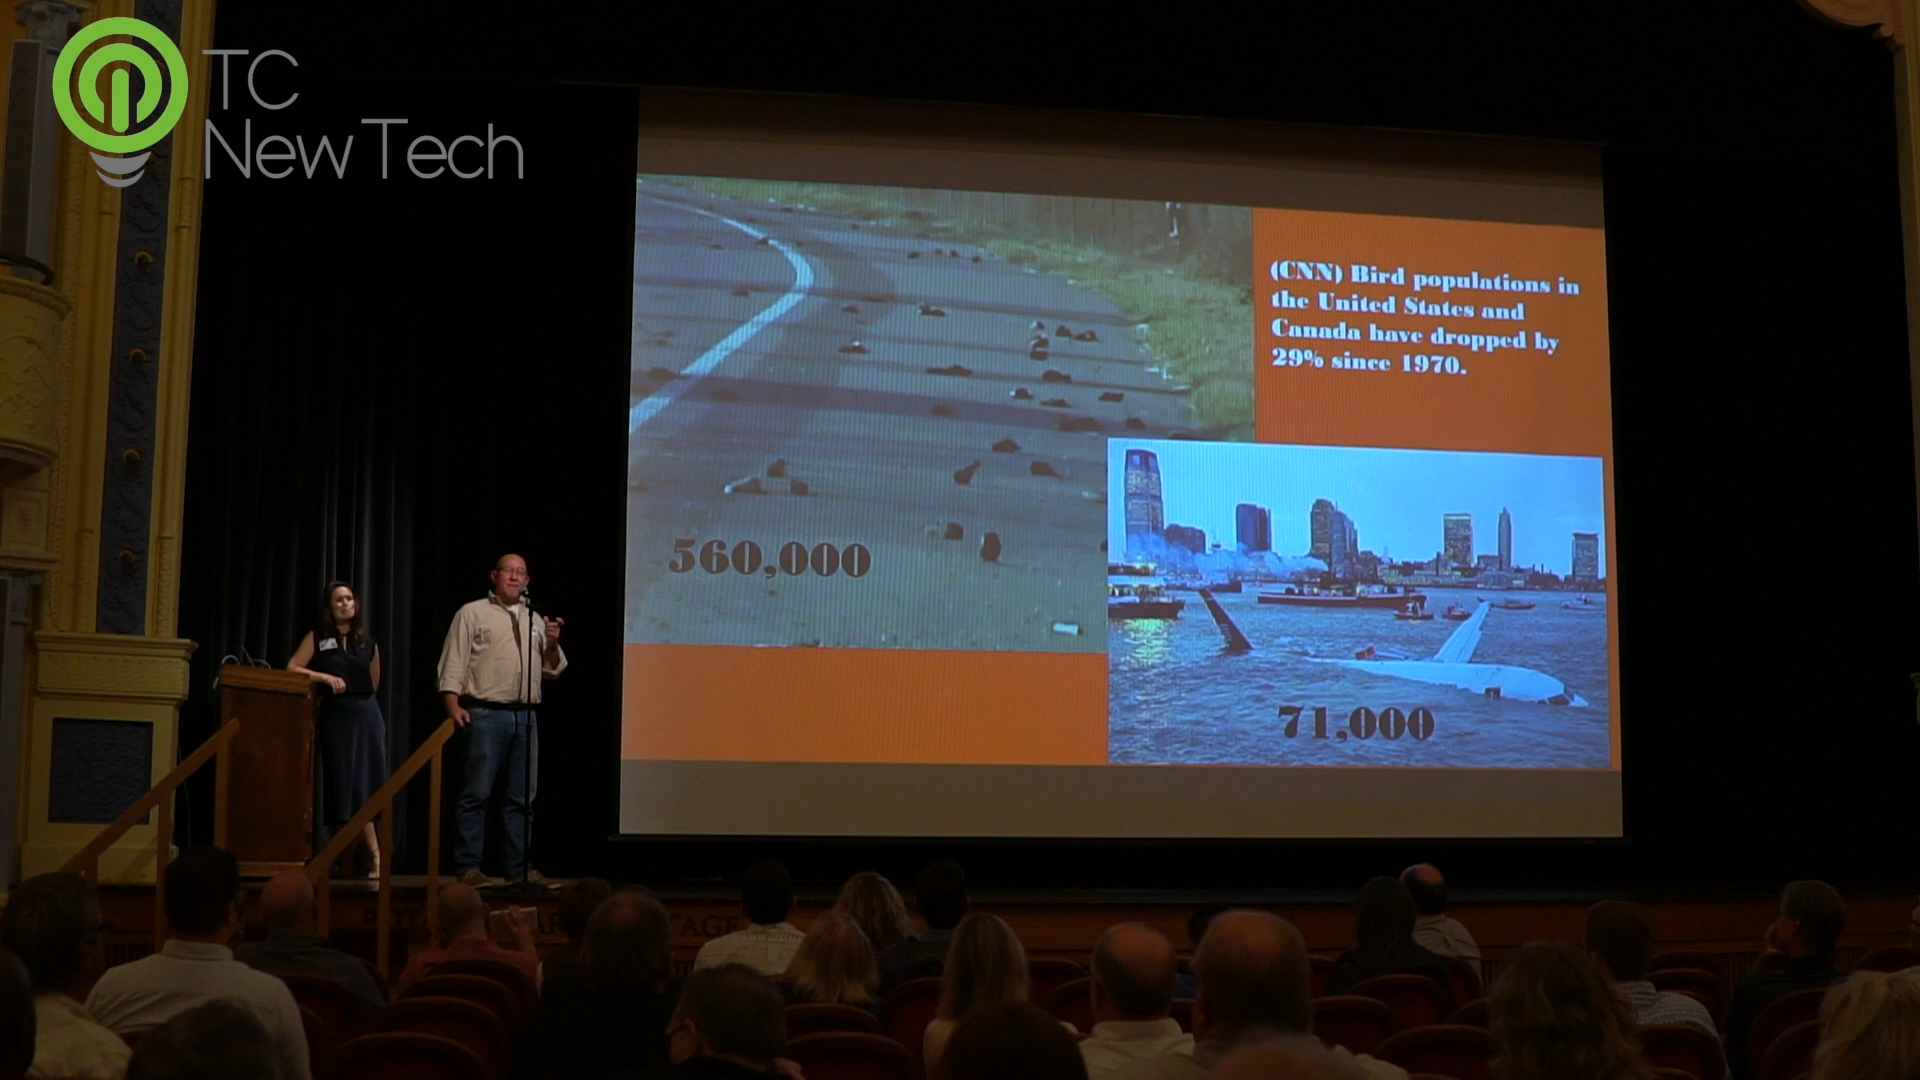 TC
New Tech
(CNN) Bird populations in
the United States and
Canada have dropped by
29% since 1970.
560,000
71,000